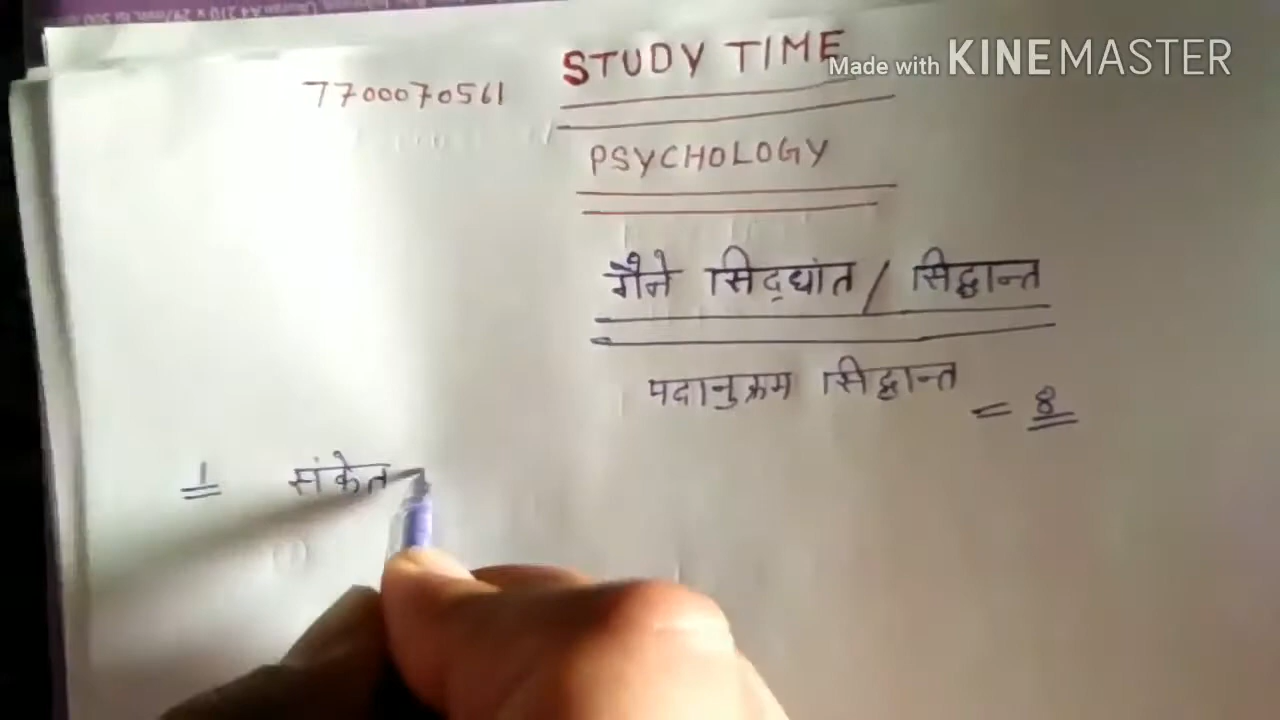 STUDY TIME
Made with KINEMASTER
7700070561
PSYCHOLOGY
गैने सिद्धांत / सिद्धान्त
पदानुक्रम सिद्धान्त = 8
1 संकेत